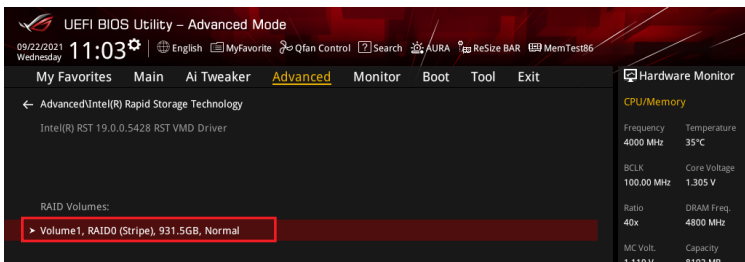 UEFI BIOS Utility – Advanced Mode
09/22/2021 Wednesday 11:03 English MyFavorite Qfan Control ? Search AURA ReSize BAR MemTest86
My Favorites Main Ai Tweaker Advanced Monitor Boot Tool Exit
Hardware Monitor
← Advanced\Intel(R) Rapid Storage Technology
Intel(R) RST 19.0.0.5428 RST VMD Driver
RAID Volumes:
> Volume1, RAID0 (Stripe), 931.5GB, Normal
CPU/Memory
Frequency Temperature
4000 MHz 35°C
BCLK Core Voltage
100.00 MHz 1.305 V
Ratio DRAM Freq.
40x 4800 MHz
MC Volt. Capacity
1.110 V 8192 MB